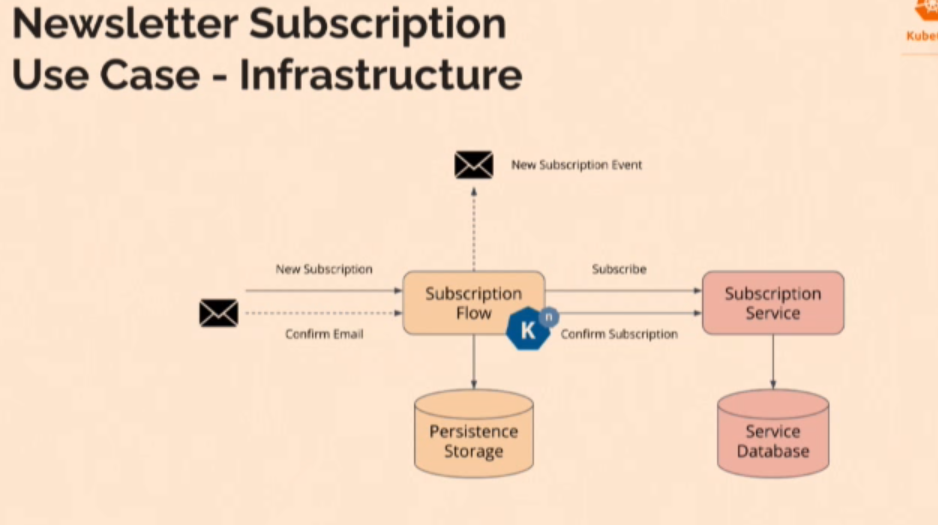 Newsletter Subscription
Use Case - Infrastructure
New Subscription Event
New Subscription
Subscribe
Subscription
Flow
Subscription
Service
K
n
Confirm Email
Confirm Subscription
Persistence
Storage
Service
Database